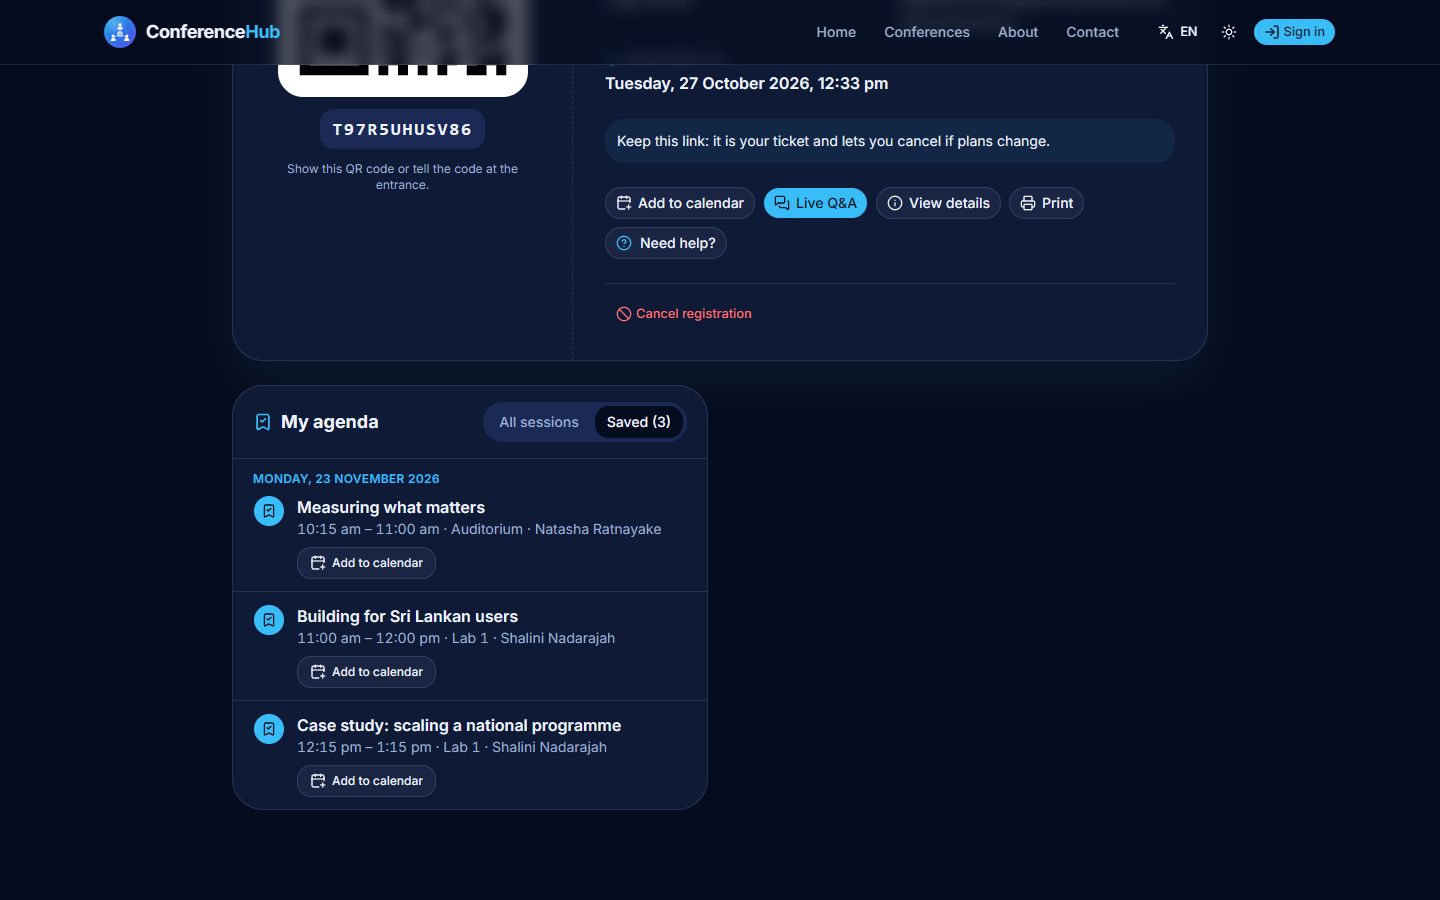 ConferenceHub
Home
Conferences
About
Contact
EN
Sign in
Tuesday, 27 October 2026, 12:33 pm
T97R5UHUSV86
Show this QR code or tell the code at the
entrance.
Keep this link: it is your ticket and lets you cancel if plans change.
Add to calendar
Live Q&A
View details
Print
Need help?
Cancel registration
My agenda
All sessions
Saved (3)
MONDAY, 23 NOVEMBER 2026
Measuring what matters
10:15 am – 11:00 am · Auditorium · Natasha Ratnayake
Add to calendar
Building for Sri Lankan users
11:00 am – 12:00 pm · Lab 1 · Shalini Nadarajah
Add to calendar
Case study: scaling a national programme
12:15 pm – 1:15 pm · Lab 1 · Shalini Nadarajah
Add to calendar